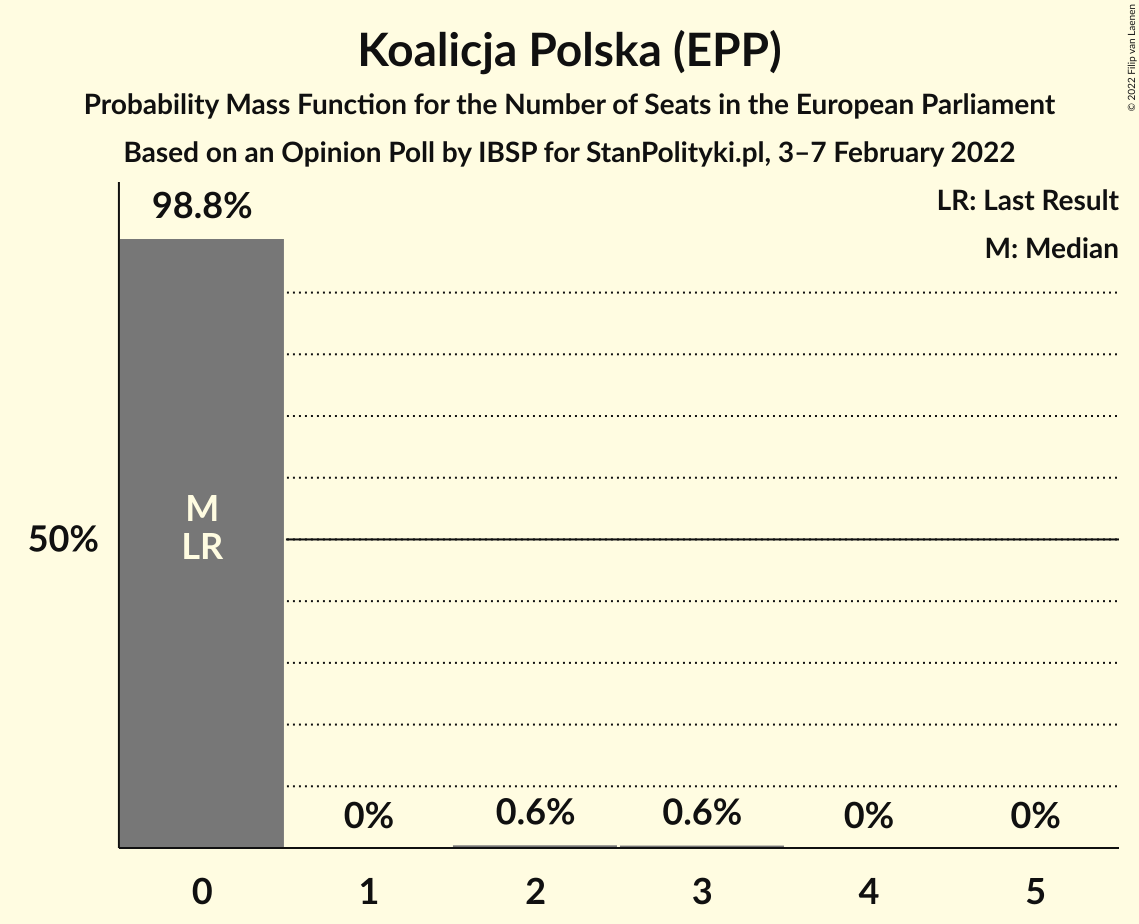 Koalicja Polska (EPP)
Probability Mass Function for the Number of Seats in the European Parliament
Based on an Opinion Poll by IBSP for StanPolityki.pl, 3–7 February 2022
© 2022 Filip van Laenen
LR: Last Result
M: Median
98.8%
M
LR
50%
0%
0.6%
0.6%
0%
0%
0
1
2
3
4
5